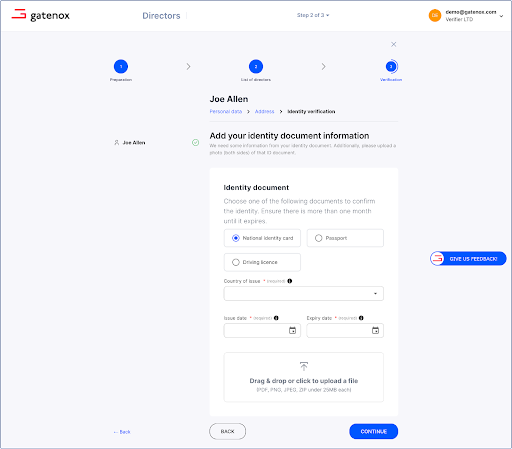 gatenox
Directors
Step 2 of 3
DE
demo@gatenox.com
Verifier LTD
1
2
3
Preparation
List of directors
Verification
Joe Allen
Personal data > Address > Identity verification
Joe Allen
Add your identity document information
We need some information from your identity document. Additionally, please upload a
photo (both sides) of that ID document.
Identity document
Choose one of the following documents to confirm
the identity. Ensure there is more than one month
until it expires.
National identity card
Passport
Driving licence
Country of issue * (required)
Issue date * (required)
Expiry date * (required)
Drag & drop or click to upload a file
(PDF, PNG, JPEG, ZIP under 25MB each)
GIVE US FEEDBACK!
← Back
BACK
CONTINUE